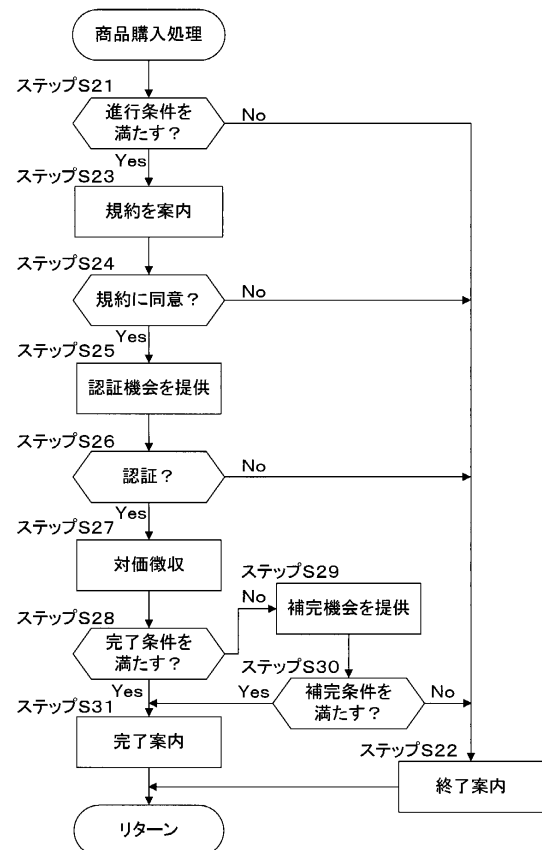 商品購入処理
ステップS21
進行条件を
満たす?
No
Yes
ステップS23
規約を案内
ステップS24
規約に同意?
No
Yes
ステップS25
認証機会を提供
ステップS26
認証?
No
Yes
ステップS27
対価徴収
ステップS29
補完機会を提供
No
ステップS28
完了条件を
満たす?
ステップS30
補完条件を
満たす?
Yes
No
Yes
ステップS31
完了案内
ステップS22
終了案内
リターン